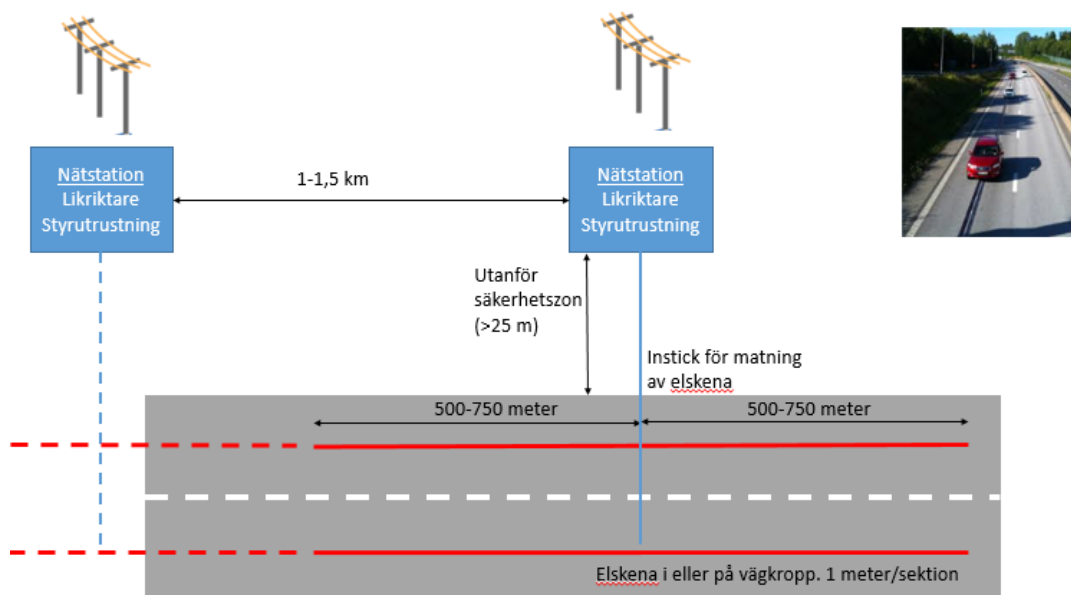 Nätstation
Likriktare
Styrutrustning
1-1,5 km
Nätstation
Likriktare
Styrutrustning
Utanför
säkerhetszon
(>25 m)
Instick för matning
av elskena
500-750 meter
500-750 meter
Elskena i eller på vägkropp. 1 meter/sektion